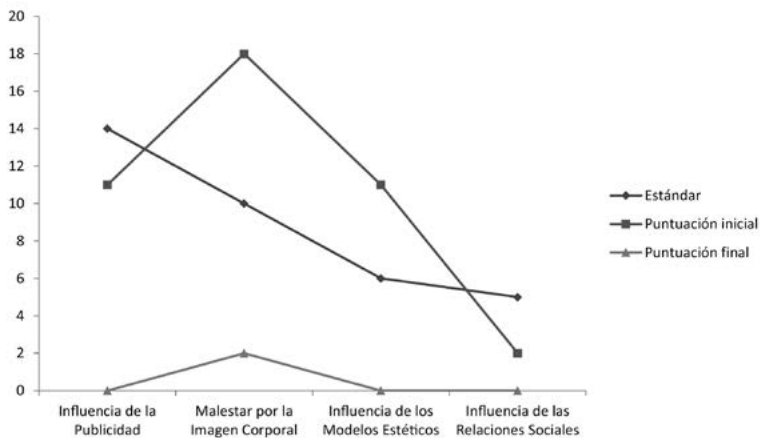 20
18
16
14
12
10
8
6
4
2
0
Influencia de la
Publicidad
Malestar por la
Imagen Corporal
Influencia de los
Modelos Estéticos
Influencia de las
Relaciones Sociales
Estándar
Puntuación inicial
Puntuación final